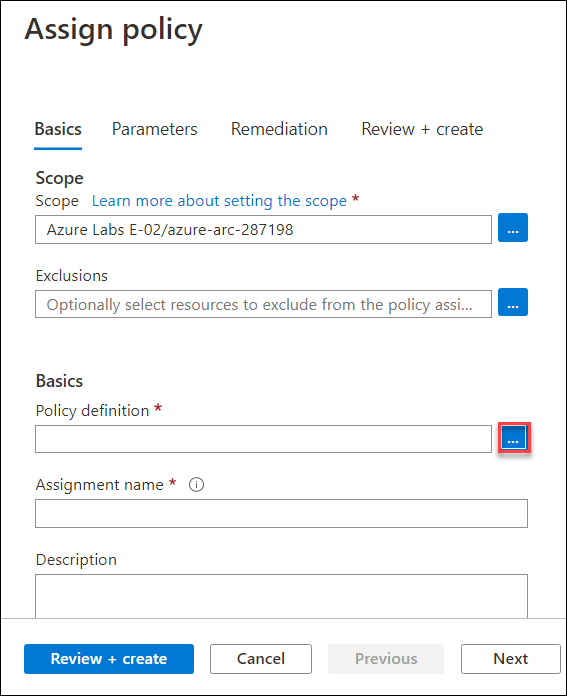 Assign policy
Basics Parameters Remediation Review + create
Scope
Scope Learn more about setting the scope *
Azure Labs E-02/azure-arc-287198
...
Exclusions
Optionally select resources to exclude from the policy assi...
...
Basics
Policy definition *
...
Assignment name * i
Description
Review + create Cancel Previous Next